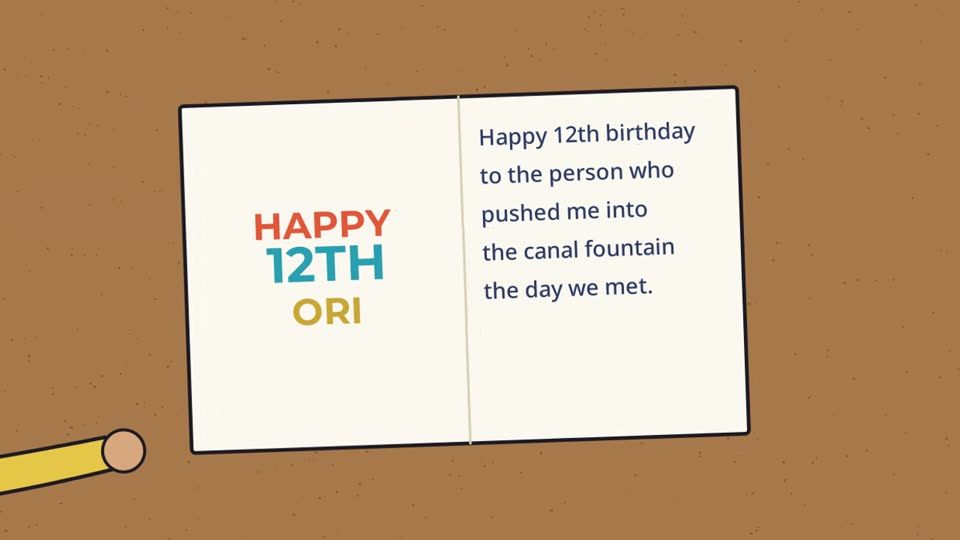 HAPPY
12TH
ORI
Happy 12th birthday
to the person who
pushed me into
the canal fountain
the day we met.